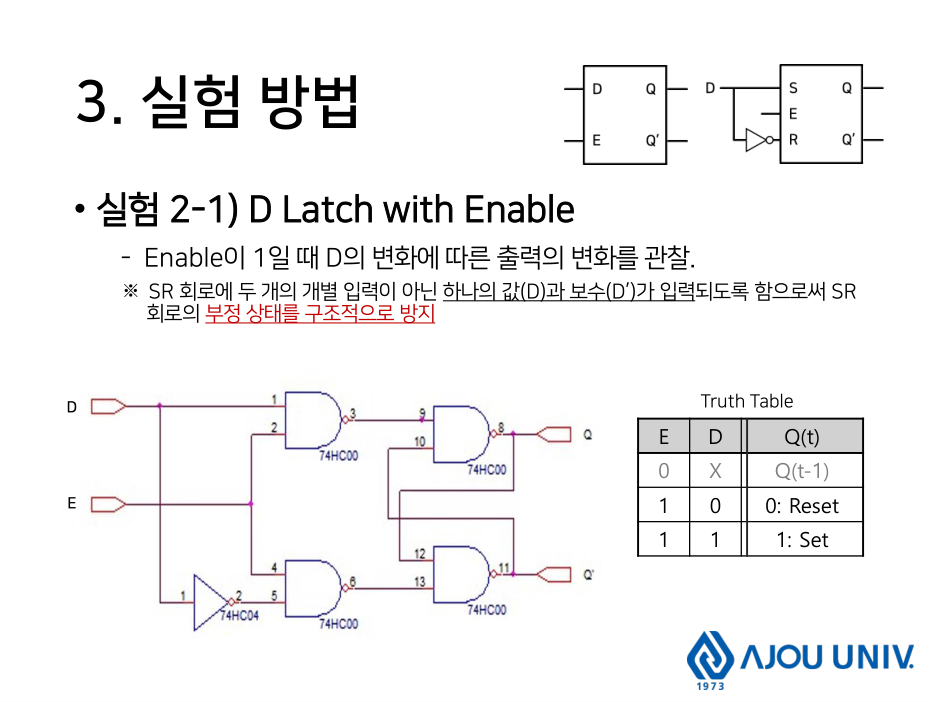 3. 실험 방법
D Q
E Q'
D S Q
E
R Q'
• 실험 2-1) D Latch with Enable
- Enable이 1일 때 D의 변화에 따른 출력의 변화를 관찰.
※ SR 회로에 두 개의 개별 입력이 아닌 하나의 값(D)과 보수(D')가 입력되도록 함으로써 SR
회로의 부정 상태를 구조적으로 방지
D 1 3 9 8 Q
2 10
74HC00 74HC00
E
4 12 11 Q'
1 2 5 6 13
74HC04 74HC00 74HC00
Truth Table
E D Q(t)
0 X Q(t-1)
1 0 0: Reset
1 1 1: Set
AJOU UNIV.
1973